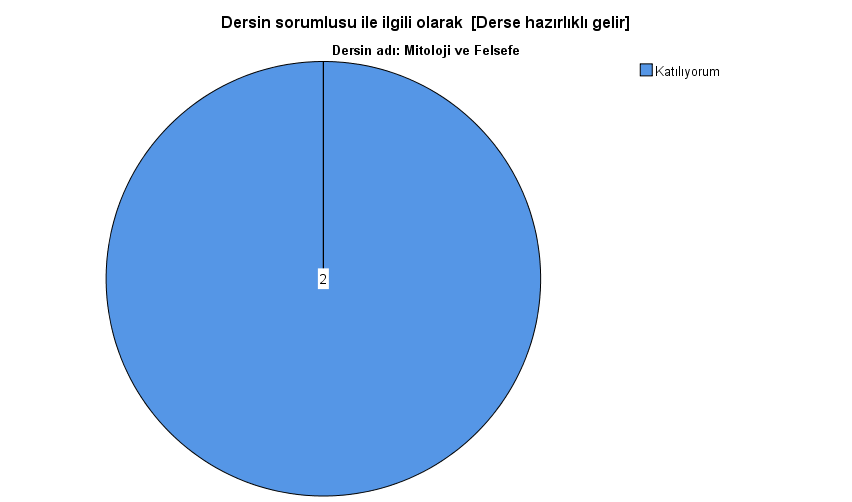 Dersin sorumlusu ile ilgili olarak  [Derse hazırlıklı gelir]
Dersin adı: Mitoloji ve Felsefe
Katılıyorum
2